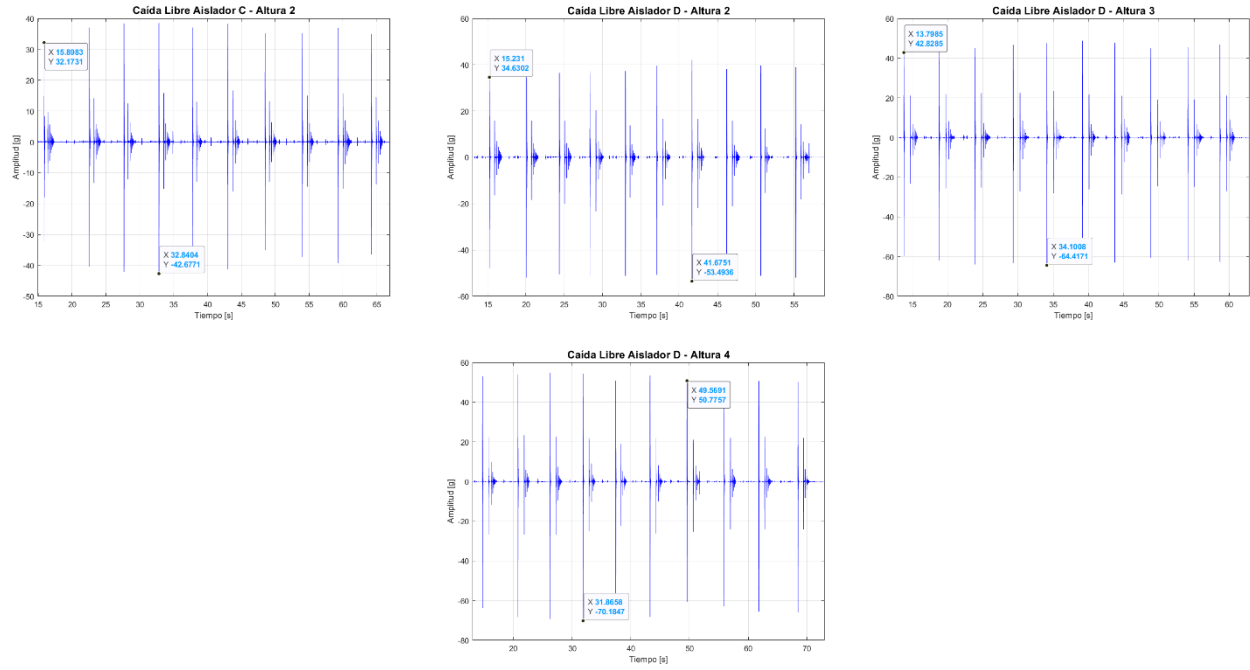 Caída Libre Aislador C - Altura 2
40
30
20
10
0
-10
-20
-30
-40
-50
Amplitud [g]
X 15.8983
Y 32.1731
X 32.8404
Y -42.6771
15 20 25 30 35 40 45 50 55 60 65
Tiempo [s]
Caída Libre Aislador D - Altura 2
60
40
20
0
-20
-40
-60
Amplitud [g]
X 15.231
Y 34.6302
X 41.6751
Y -53.4936
15 20 25 30 35 40 45 50 55
Tiempo [s]
Caída Libre Aislador D - Altura 3
60
40
20
0
-20
-40
-60
-80
Amplitud [g]
X 13.7985
Y 42.8285
X 34.1008
Y -64.4171
15 20 25 30 35 40 45 50 55 60
Tiempo [s]
Caída Libre Aislador D - Altura 4
60
40
20
0
-20
-40
-60
-80
Amplitud [g]
X 49.5691
Y 50.7757
X 31.8658
Y -70.1847
20 30 40 50 60 70
Tiempo [s]